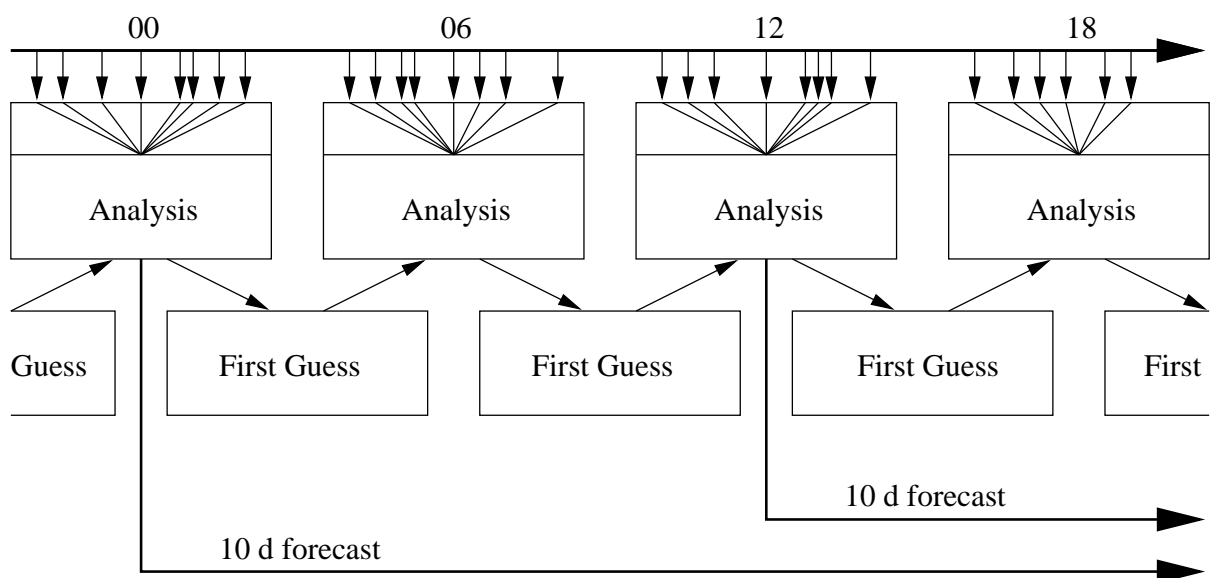 00 06 12 18
Analysis Analysis Analysis Analysis
Guess First Guess First Guess First Guess First
10 d forecast
10 d forecast